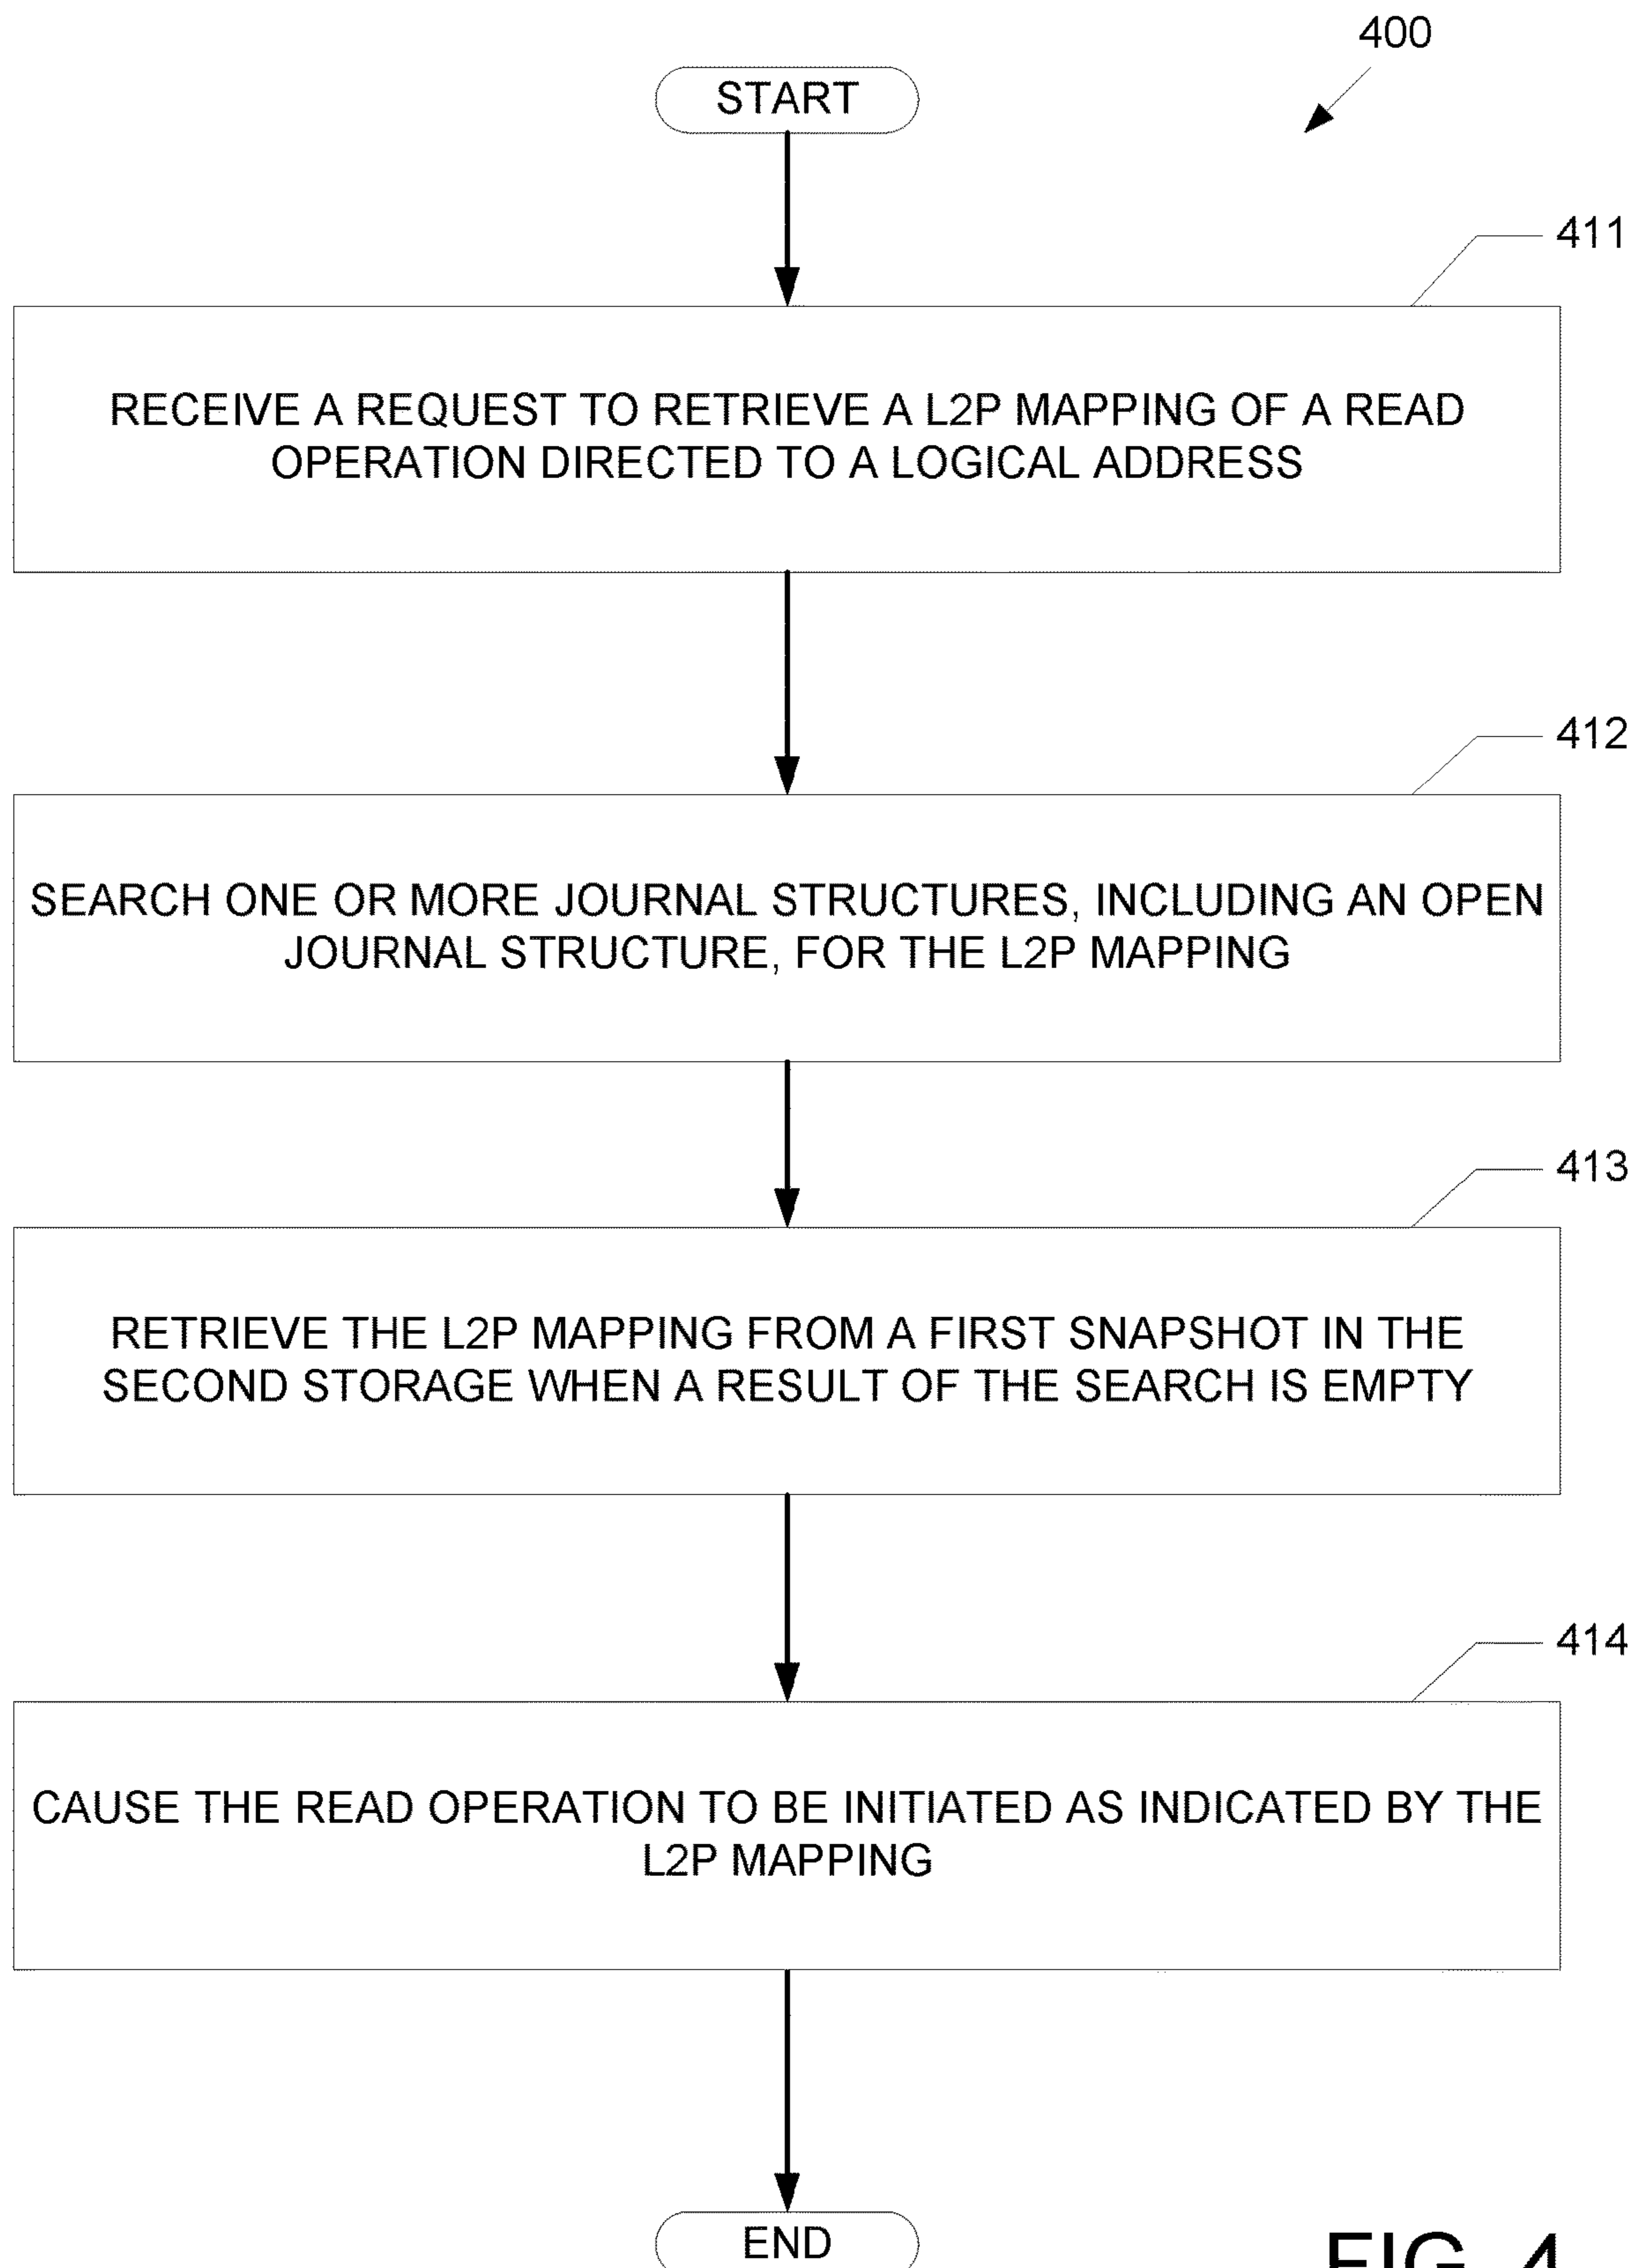 400
START
411
RECEIVE A REQUEST TO RETRIEVE A L2P MAPPING OF A READ
OPERATION DIRECTED TO A LOGICAL ADDRESS
412
SEARCH ONE OR MORE JOURNAL STRUCTURES, INCLUDING AN OPEN
JOURNAL STRUCTURE, FOR THE L2P MAPPING
413
RETRIEVE THE L2P MAPPING FROM A FIRST SNAPSHOT IN THE
SECOND STORAGE WHEN A RESULT OF THE SEARCH IS EMPTY
414
CAUSE THE READ OPERATION TO BE INITIATED AS INDICATED BY THE
L2P MAPPING
END
FIG. 4